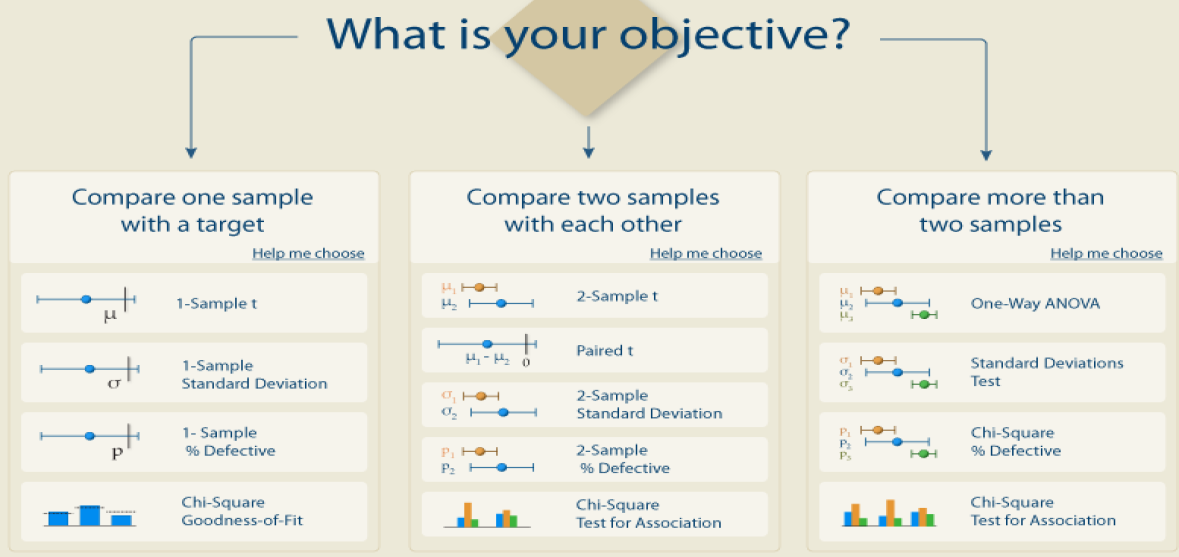 What is your objective?
Compare one sample
with a target
Help me choose
μ
1-Sample t
σ
1-Sample
Standard Deviation
p
1- Sample
% Defective
Chi-Square
Goodness-of-Fit
Compare two samples
with each other
Help me choose
μ₁
μ₂
2-Sample t
μ₁ - μ₂ 0
Paired t
σ₁
σ₂
2-Sample
Standard Deviation
p₁
p₂
2-Sample
% Defective
Chi-Square
Test for Association
Compare more than
two samples
Help me choose
μ₁
μ₂
μ₃
One-Way ANOVA
σ₁
σ₂
σ₃
Standard Deviations
Test
p₁
p₂
p₃
Chi-Square
% Defective
Chi-Square
Test for Association